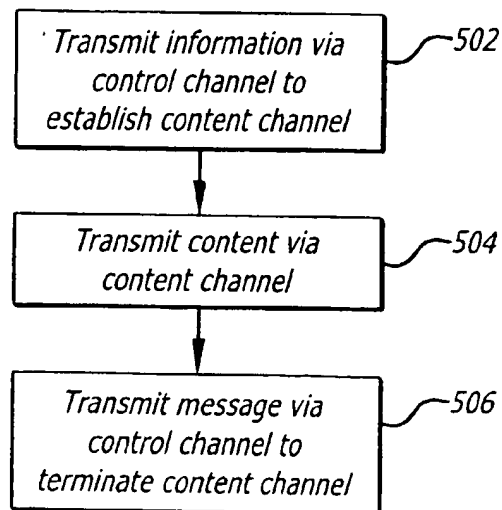 Transmit information via
control channel to
establish content channel
502
Transmit content via
content channel
504
Transmit message via
control channel to
terminate content channel
506